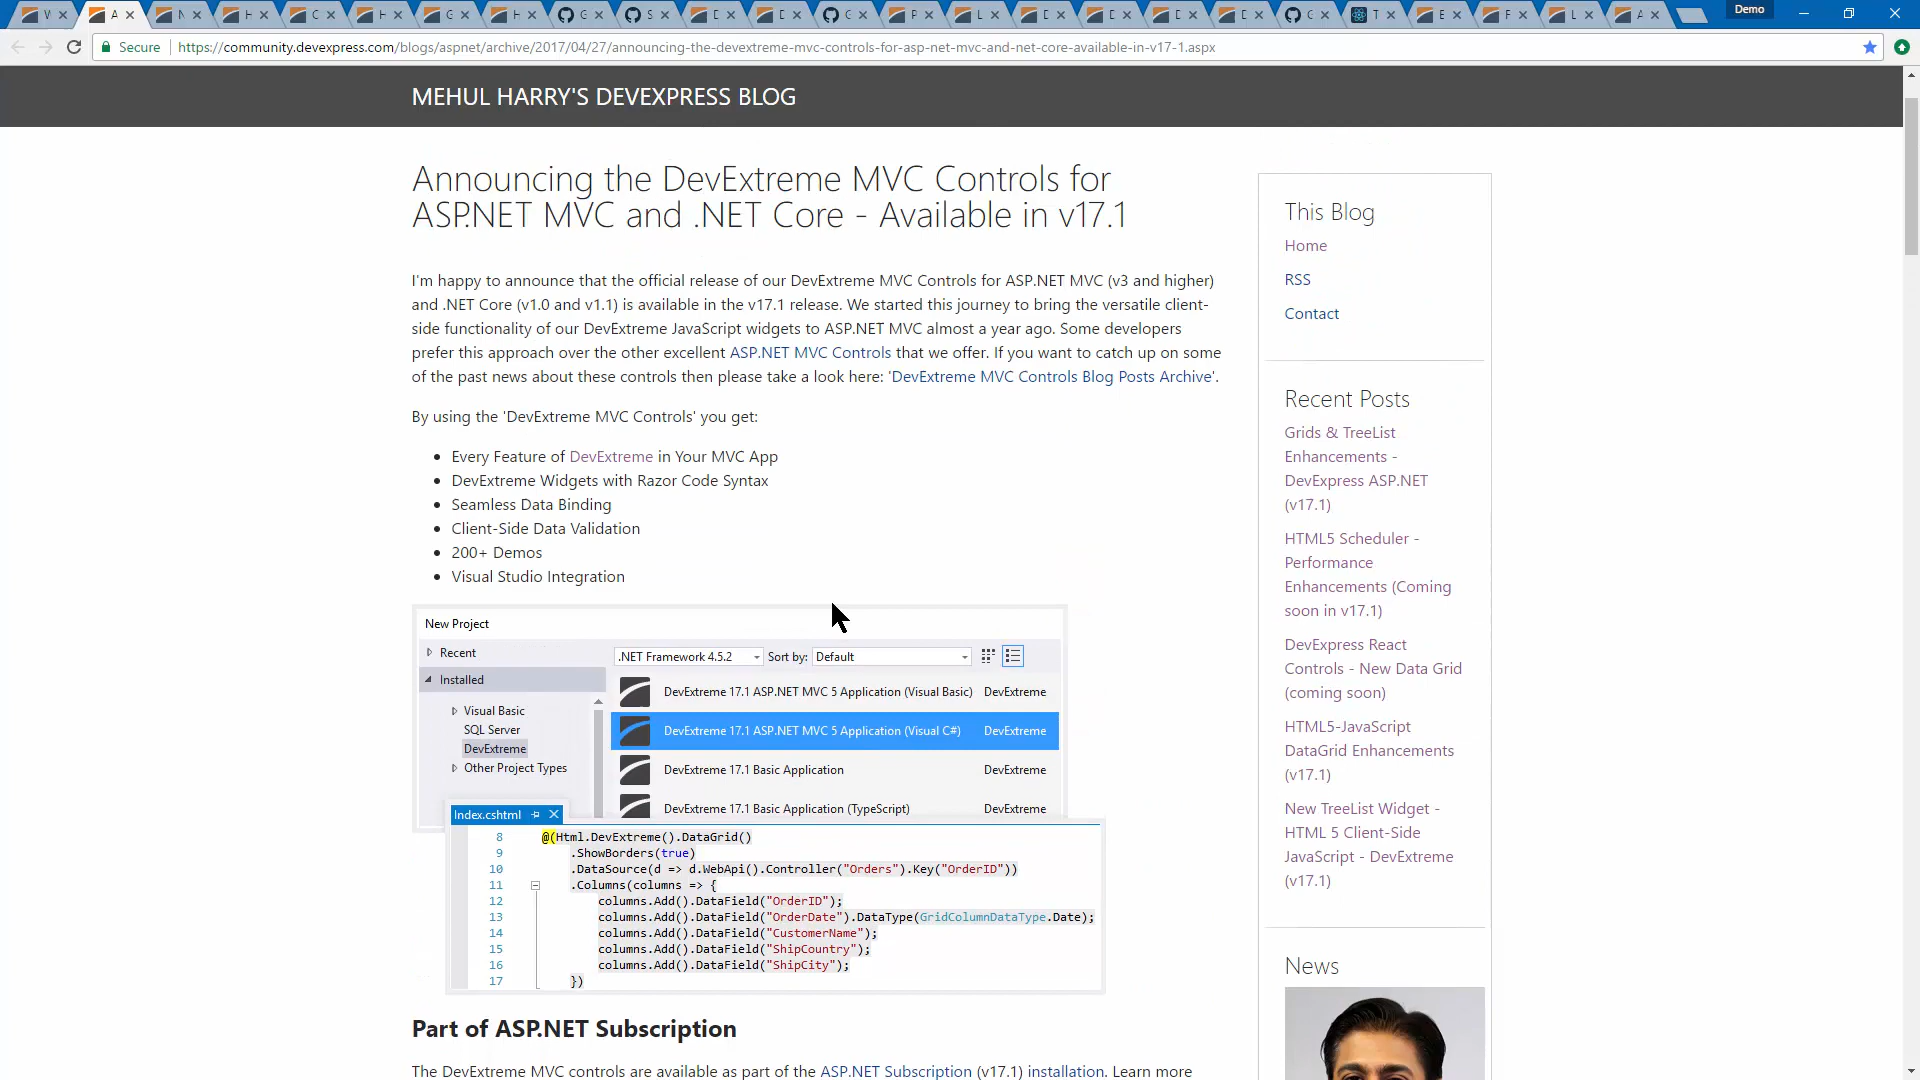 W
A
N
H
C
H
G
H
G
S
D
D
G
P
L
D
D
D
D
G
T
E
F
L
A
Demo
Secure
https://community.devexpress.com/blogs/aspnet/archive/2017/04/27/announcing-the-devextreme-mvc-controls-for-asp-net-mvc-and-net-core-available-in-v17-1.aspx
MEHUL HARRY'S DEVEXPRESS BLOG
Announcing the DevExtreme MVC Controls for
ASP.NET MVC and .NET Core - Available in v17.1
I'm happy to announce that the official release of our DevExtreme MVC Controls for ASP.NET MVC (v3 and higher)
and .NET Core (v1.0 and v1.1) is available in the v17.1 release. We started this journey to bring the versatile client-
side functionality of our DevExtreme JavaScript widgets to ASP.NET MVC almost a year ago. Some developers
prefer this approach over the other excellent ASP.NET MVC Controls that we offer. If you want to catch up on some
of the past news about these controls then please take a look here: 'DevExtreme MVC Controls Blog Posts Archive'.
By using the 'DevExtreme MVC Controls' you get:
• Every Feature of DevExtreme in Your MVC App
• DevExtreme Widgets with Razor Code Syntax
• Seamless Data Binding
• Client-Side Data Validation
• 200+ Demos
• Visual Studio Integration
New Project
Recent
Installed
Visual Basic
SQL Server
DevExtreme
Other Project Types
.NET Framework 4.5.2
Sort by: Default
DevExtreme 17.1 ASP.NET MVC 5 Application (Visual Basic) DevExtreme
DevExtreme 17.1 ASP.NET MVC 5 Application (Visual C#) DevExtreme
DevExtreme 17.1 Basic Application DevExtreme
DevExtreme 17.1 Basic Application (TypeScript) DevExtreme
Index.cshtml
8 @(Html.DevExtreme().DataGrid()
9 .ShowBorders(true)
10 .DataSource(d => d.WebApi().Controller("Orders").Key("OrderID"))
11 .Columns(columns => {
12 columns.Add().DataField("OrderID");
13 columns.Add().DataField("OrderDate").DataType(GridColumnDataType.Date);
14 columns.Add().DataField("CustomerName");
15 columns.Add().DataField("ShipCountry");
16 columns.Add().DataField("ShipCity");
17 })
Part of ASP.NET Subscription
The DevExtreme MVC controls are available as part of the ASP.NET Subscription (v17.1) installation. Learn more
This Blog
Home
RSS
Contact
Recent Posts
Grids & TreeList
Enhancements -
DevExpress ASP.NET
(v17.1)
HTML5 Scheduler -
Performance
Enhancements (Coming
soon in v17.1)
DevExpress React
Controls - New Data Grid
(coming soon)
HTML5-JavaScript
DataGrid Enhancements
(v17.1)
New TreeList Widget -
HTML 5 Client-Side
JavaScript - DevExtreme
(v17.1)
News